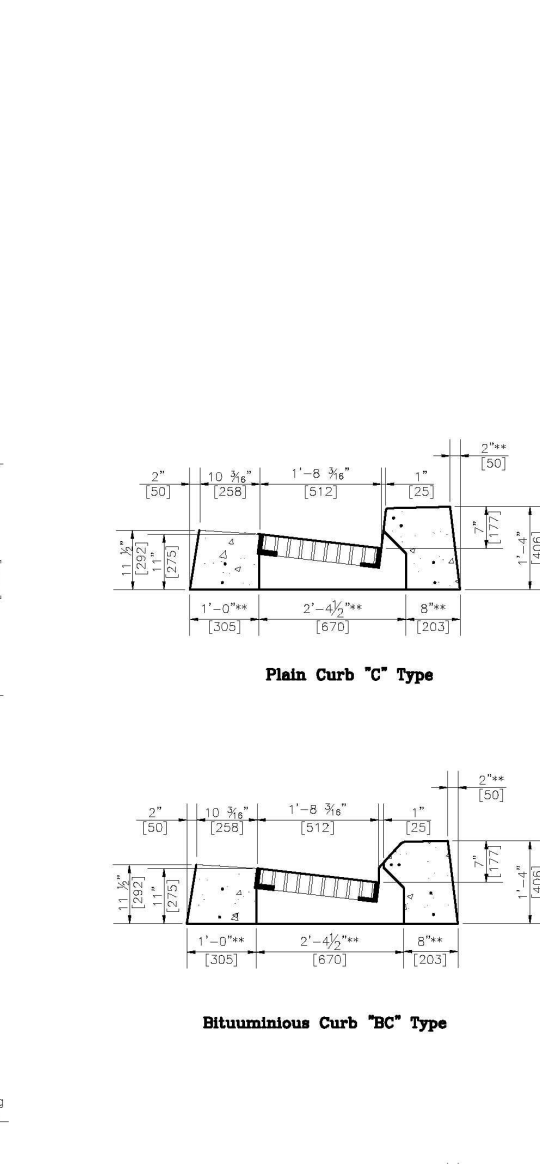 2"**
[50]
2" 10 3/16" 1'-8 3/16" 1"
[50] [258] [512] [25]
7"
[177]
1'-4"
[406]
11 1/2"
[292]
11"
[275]
1'-0"** 2'-4 1/2"** 8"**
[305] [670] [203]
Plain Curb "C" Type
2"**
[50]
2" 10 3/16" 1'-8 3/16" 1"
[50] [258] [512] [25]
7"
[177]
1'-4"
[406]
11 1/2"
[292]
11"
[275]
1'-0"** 2'-4 1/2"** 8"**
[305] [670] [203]
Bituuminious Curb "BC" Type